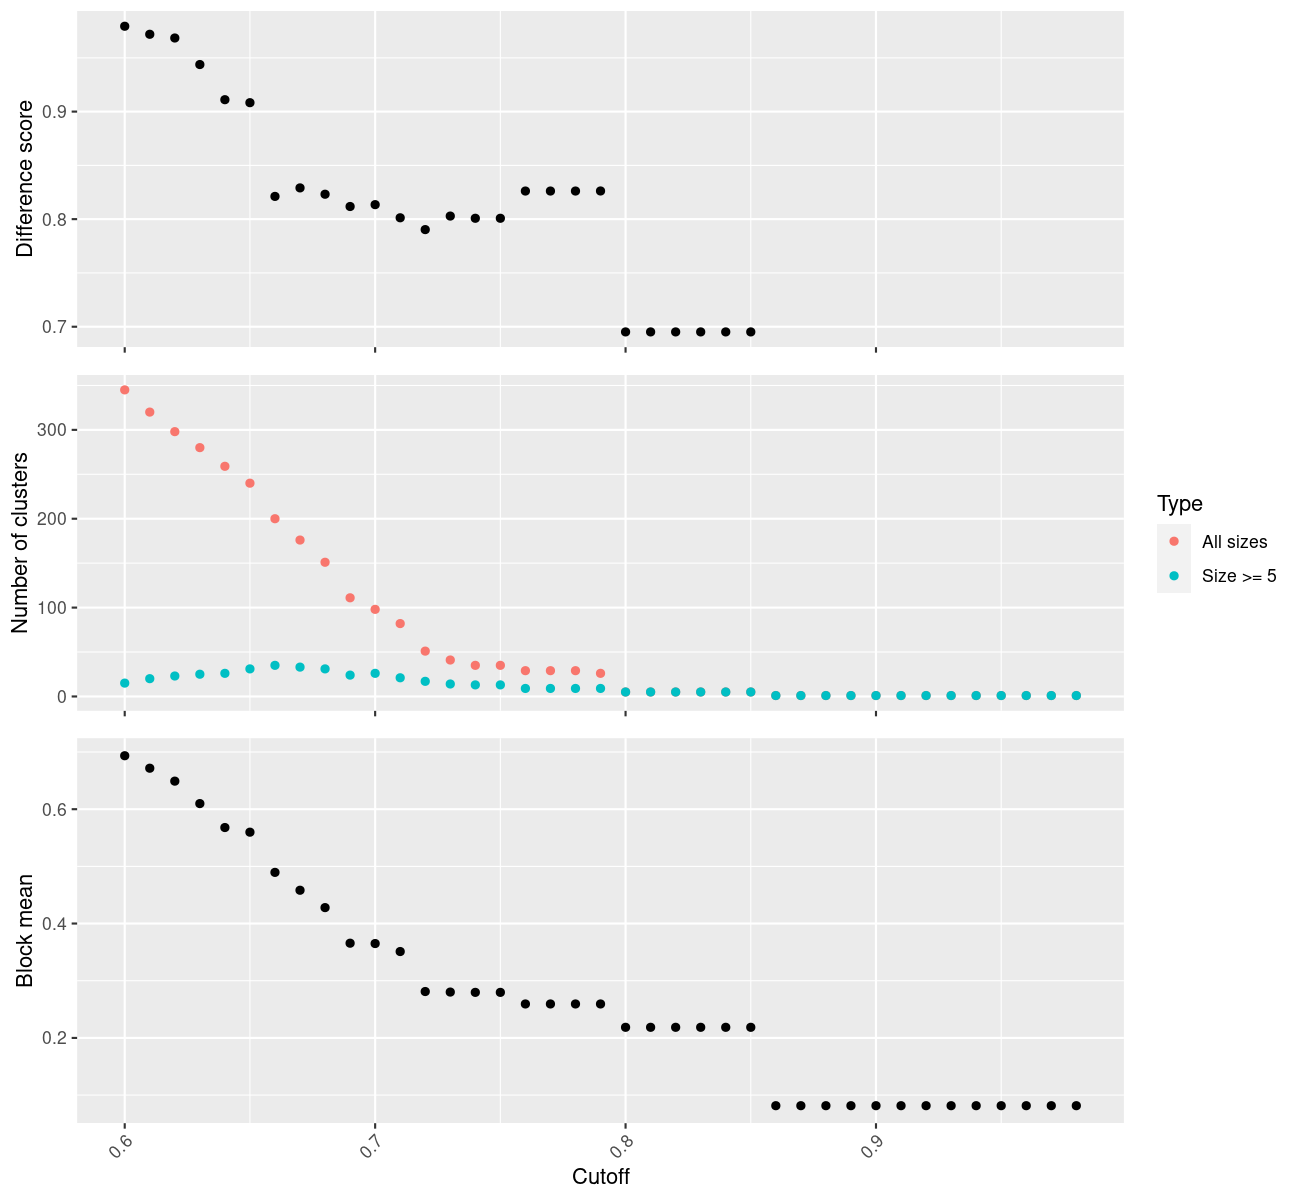 Difference score
0.9
0.8
0.7
Number of clusters
300
200
100
0
Type
All sizes
Size >= 5
Block mean
0.6
0.4
0.2
0.6
0.7
0.8
0.9
Cutoff